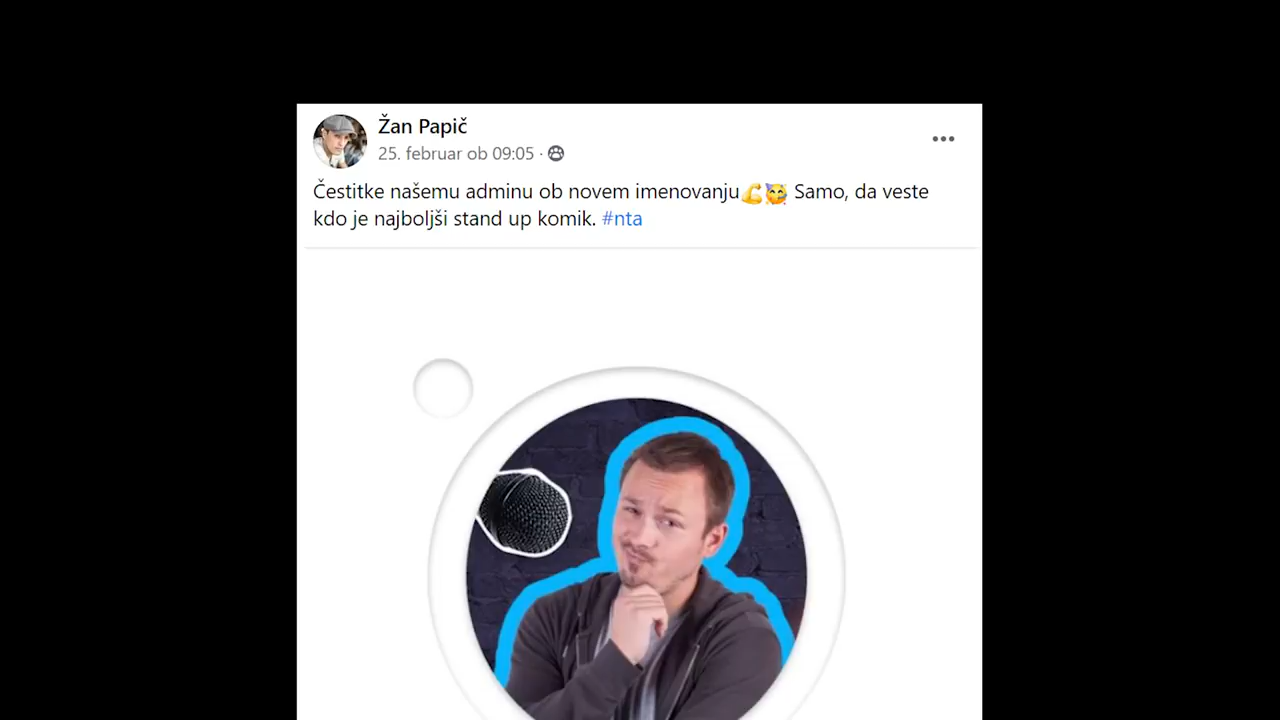 Žan Papič
25. februar ob 09:05 ·
Čestitke našemu adminu ob novem imenovanju💪🥳 Samo, da veste
kdo je najboljši stand up komik. #nta